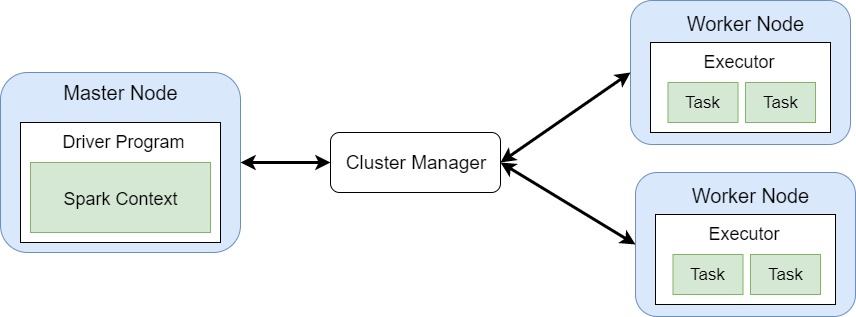 Master Node
Driver Program
Spark Context
Cluster Manager
Worker Node
Executor
Task Task
Worker Node
Executor
Task Task